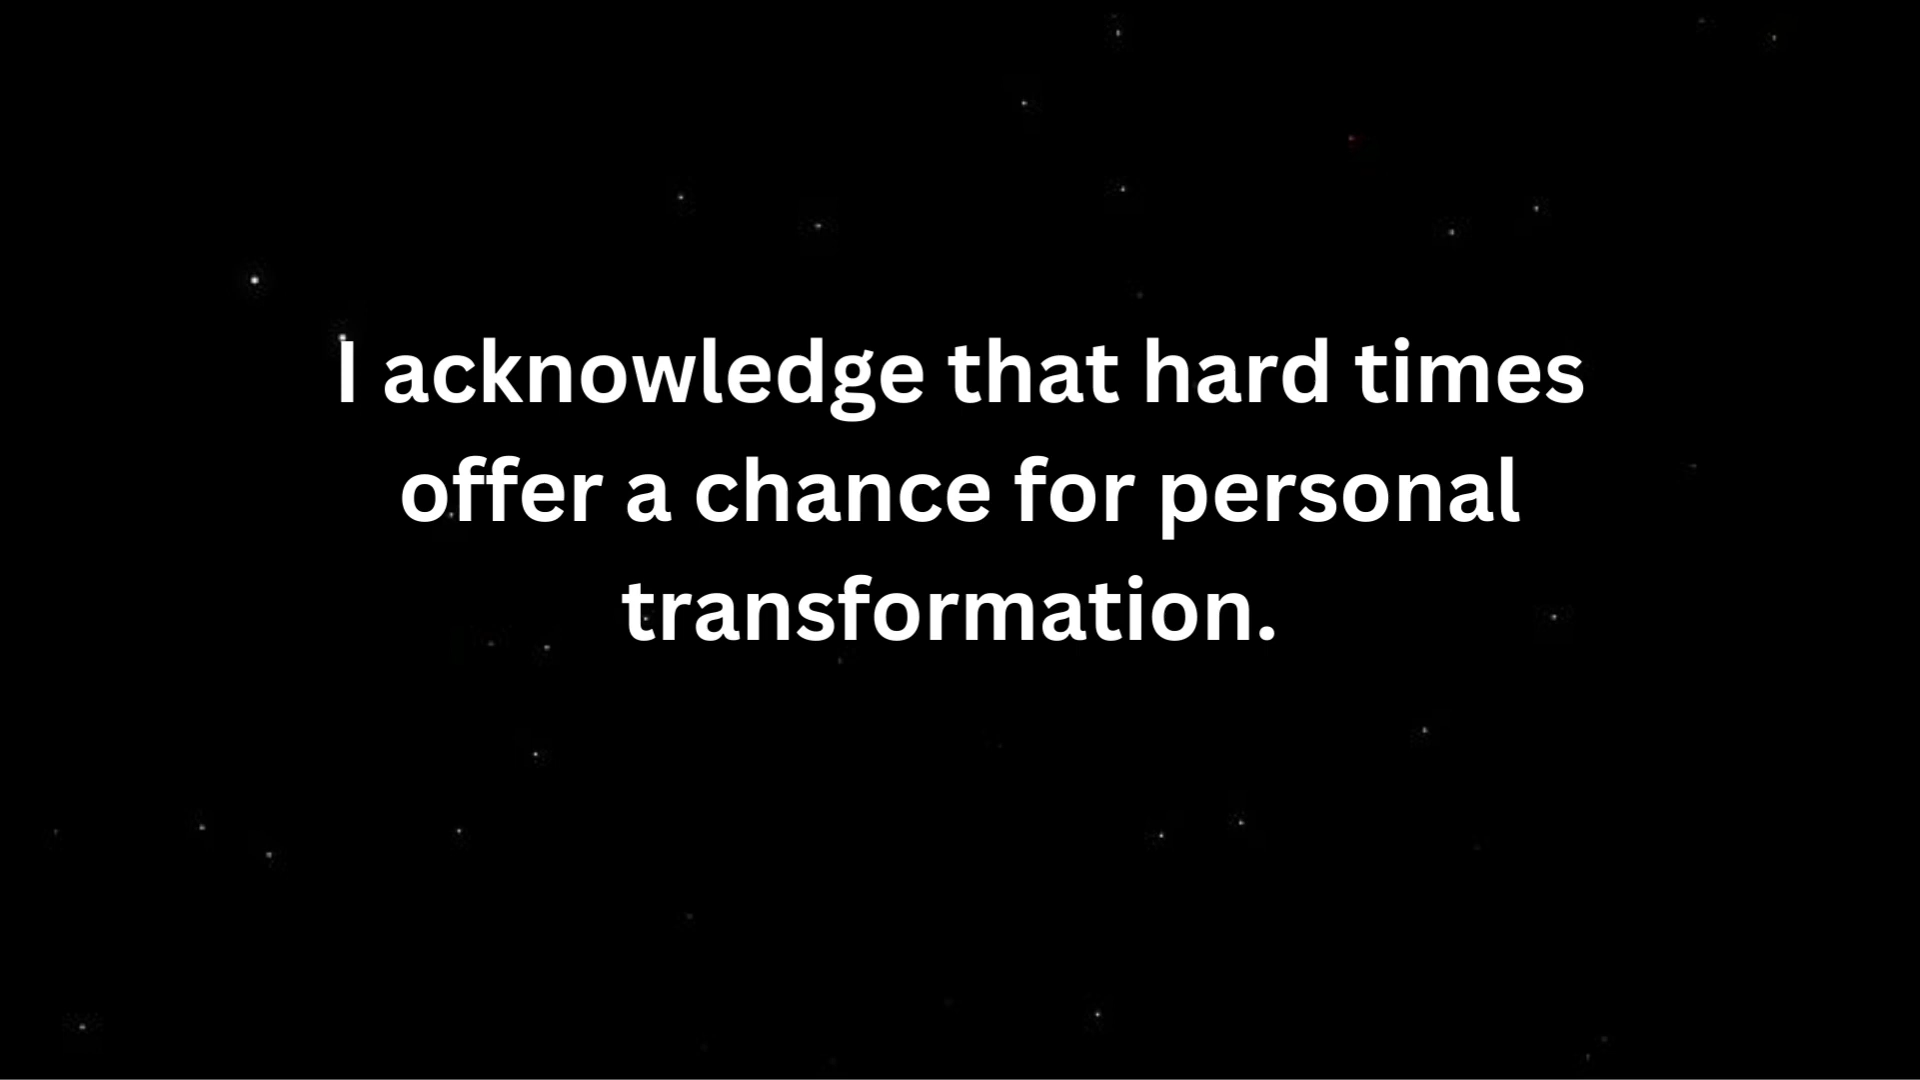 I acknowledge that hard times
offer a chance for personal
transformation.